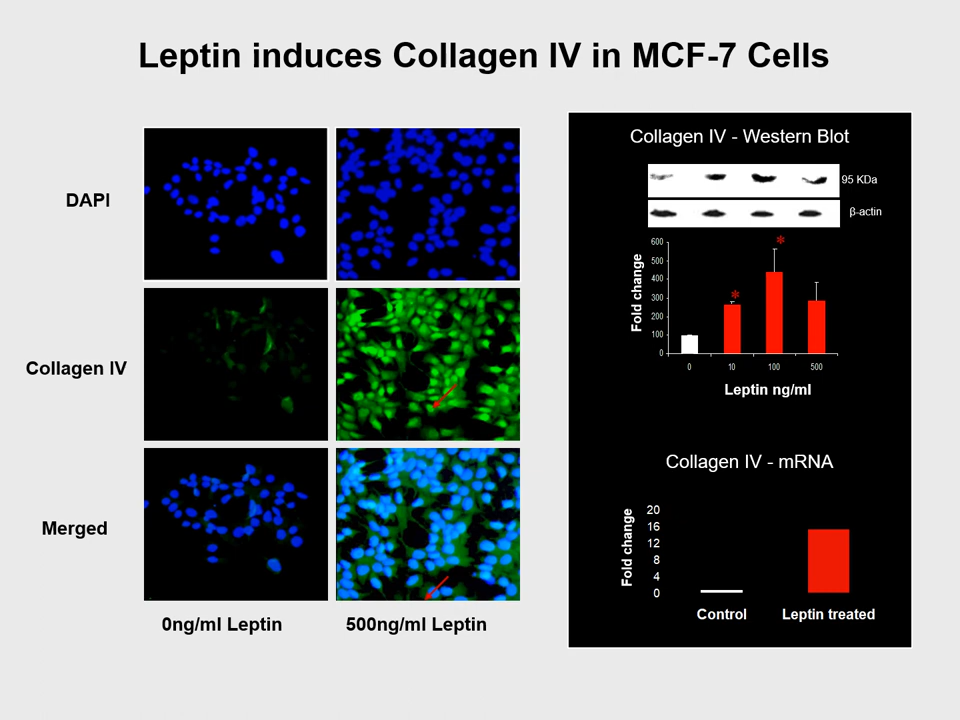 Leptin induces Collagen IV in MCF-7 Cells
DAPI
Collagen IV
Merged
0ng/ml Leptin
500ng/ml Leptin
Collagen IV - Western Blot
95 KDa
β-actin
Fold change
600
500
400
300
200
100
0
*
*
0 10 100 500
Leptin ng/ml
Collagen IV - mRNA
Fold change
20
16
12
8
4
0
Control Leptin treated